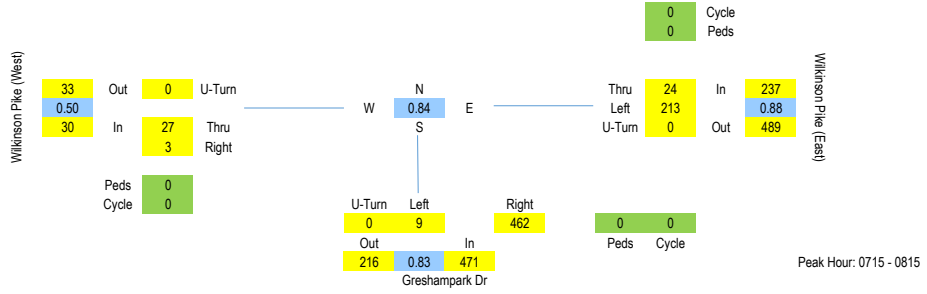 0 Cycle
0 Peds
Wilkinson Pike (West)
33 Out 0 U-Turn
0.50
30 In 27 Thru
3 Right
Peds 0
Cycle 0
N
W 0.84 E
S
Thru 24 In 237
Left 213 0.88
U-Turn 0 Out 489
Wilkinson Pike (East)
U-Turn Left Right
0 9 462
Out In
216 0.83 471
Greshampark Dr
0 0
Peds Cycle
Peak Hour: 0715 - 0815